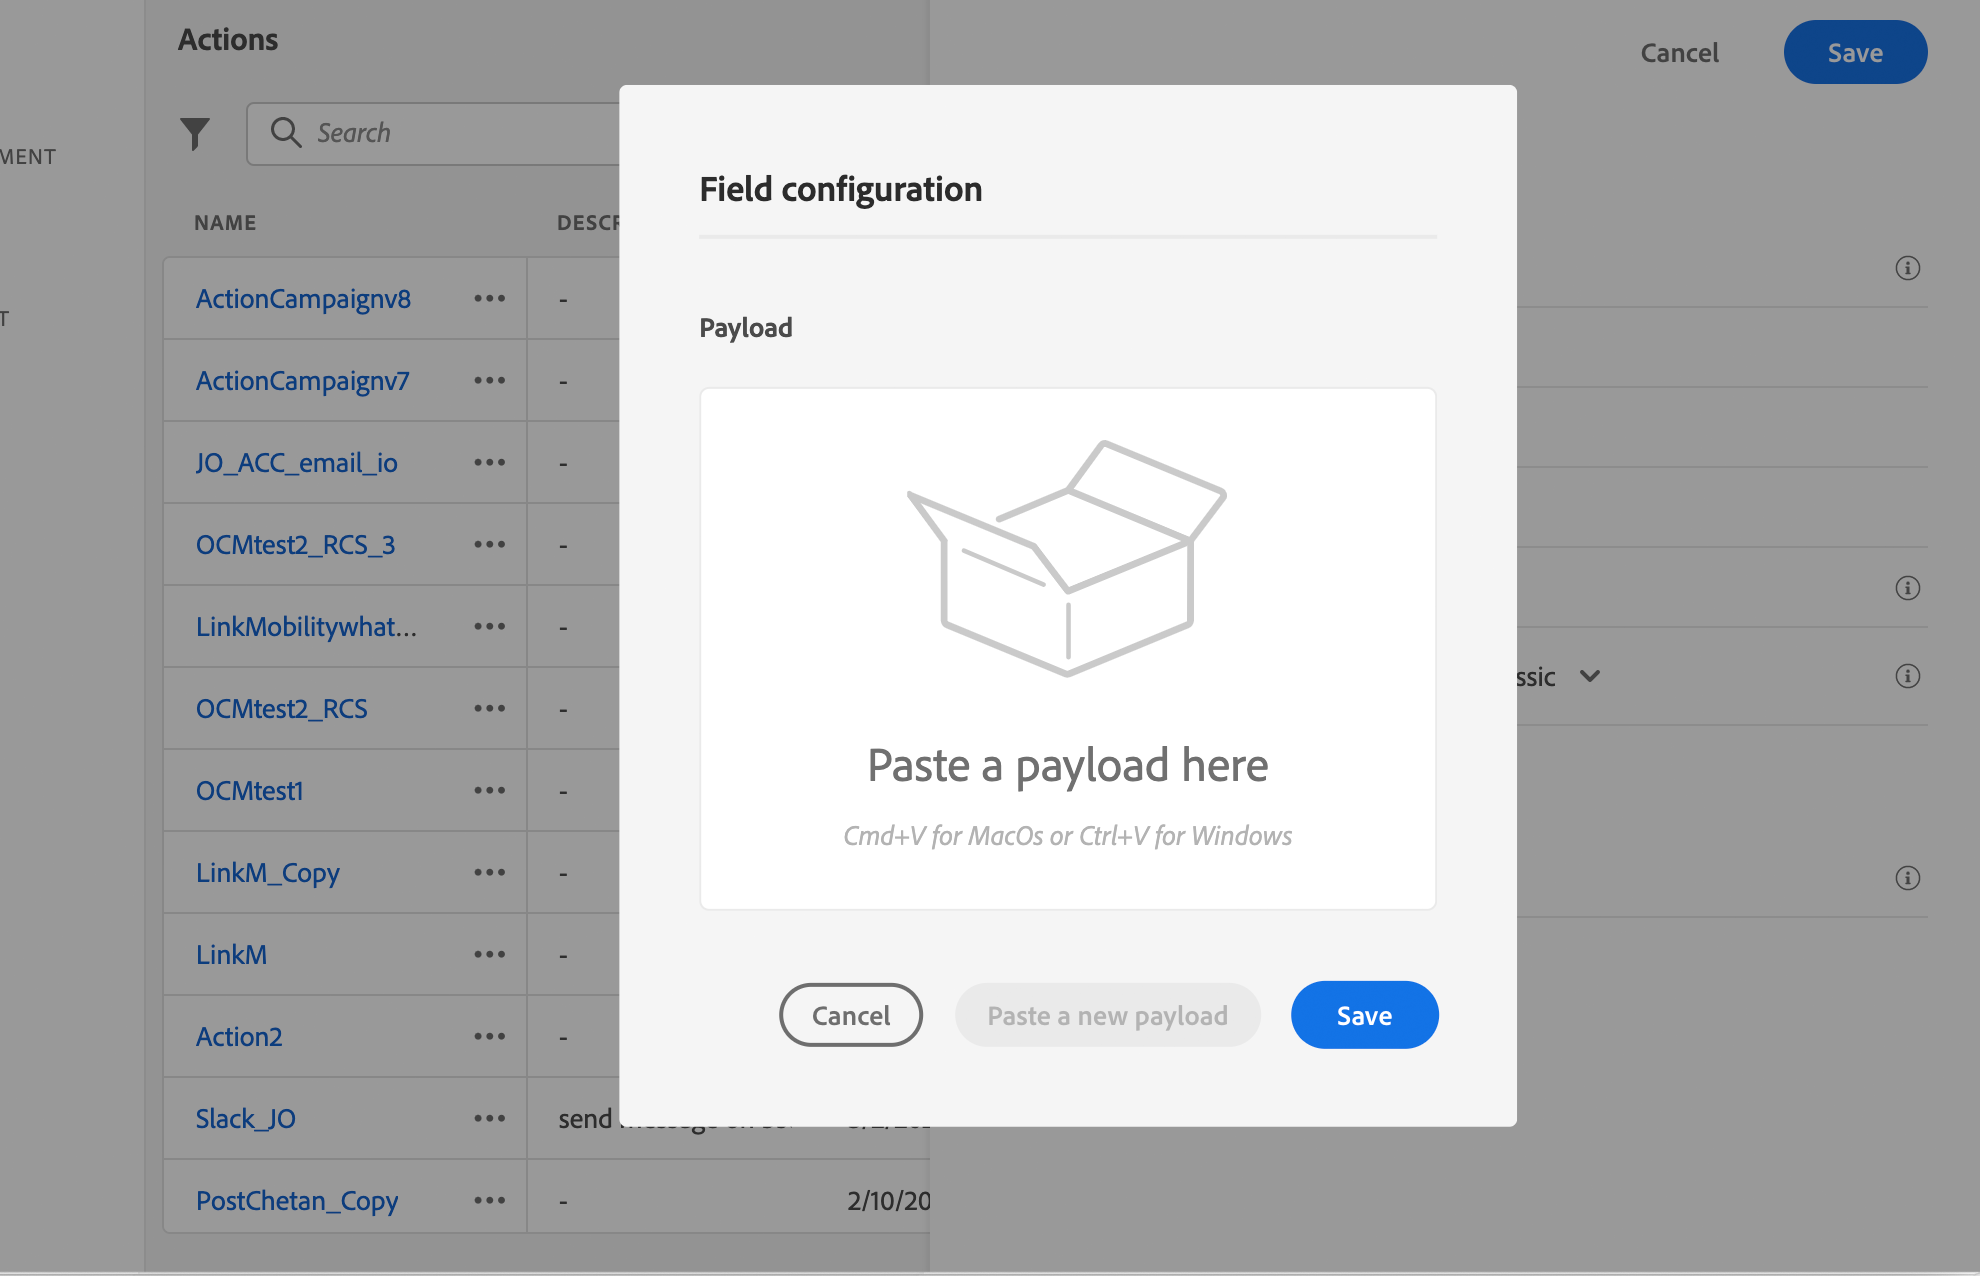 Actions
Cancel
Save
Search
MENT
NAME
DESCR
ActionCampaignv8
-
ActionCampaignv7
-
T
JO_ACC_email_io
-
OCMtest2_RCS_3
-
LinkMobilitywhat...
-
OCMtest2_RCS
-
OCMtest1
-
LinkM_Copy
-
LinkM
-
Action2
-
Slack_JO
send
PostChetan_Copy
-
2/10/20
ssic
Field configuration
Payload
Paste a payload here
Cmd+V for MacOs or Ctrl+V for Windows
Cancel
Paste a new payload
Save